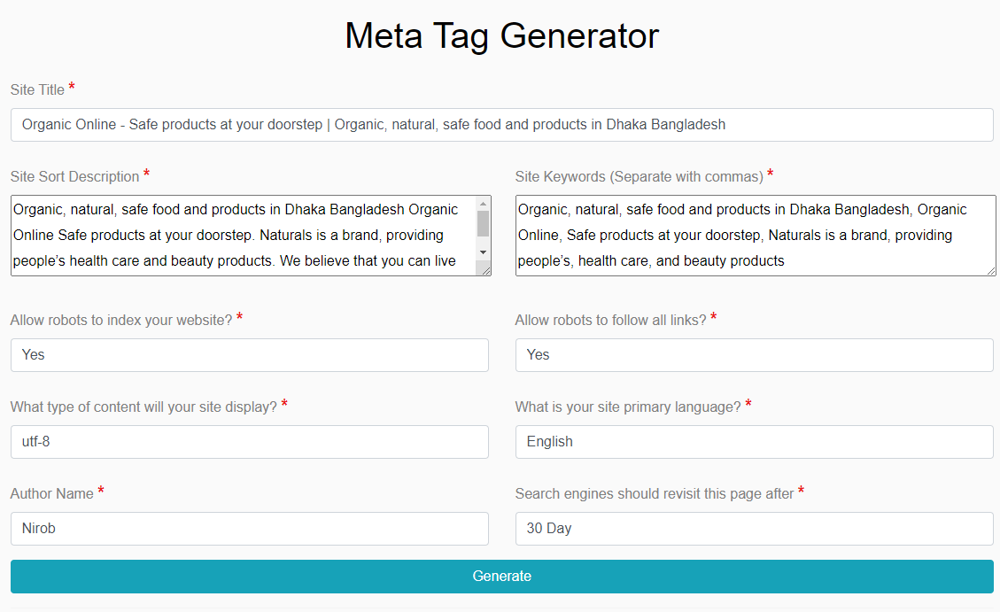 Meta Tag Generator
Site Title *
Organic Online - Safe products at your doorstep | Organic, natural, safe food and products in Dhaka Bangladesh
Site Sort Description *
Organic, natural, safe food and products in Dhaka Bangladesh Organic
Online Safe products at your doorstep. Naturals is a brand, providing
people’s health care and beauty products. We believe that you can live
Site Keywords (Separate with commas) *
Organic, natural, safe food and products in Dhaka Bangladesh, Organic
Online, Safe products at your doorstep, Naturals is a brand, providing
people’s, health care, and beauty products
Allow robots to index your website? *
Yes
Allow robots to follow all links? *
Yes
What type of content will your site display? *
utf-8
What is your site primary language? *
English
Author Name *
Nirob
Search engines should revisit this page after *
30 Day
Generate